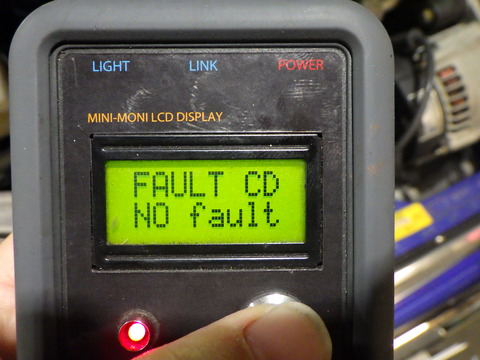 LIGHT LINK POWER
MINI-MONI LCD DISPLAY
FAULT CD
NO fault